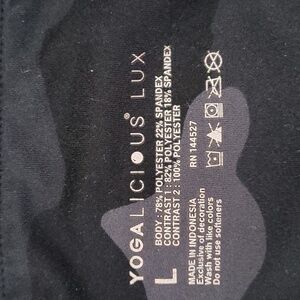 YOGALICIOUS® LUX
BODY: 78% POLYESTER 22% SPANDEX
CONTRAST 1: 82% POLYESTER 18% SPANDEX
CONTRAST 2: 100% POLYESTER
L
RN 144527
MADE IN INDONESIA
Exclusive of decoration
Wash with like colors
Do not use softeners